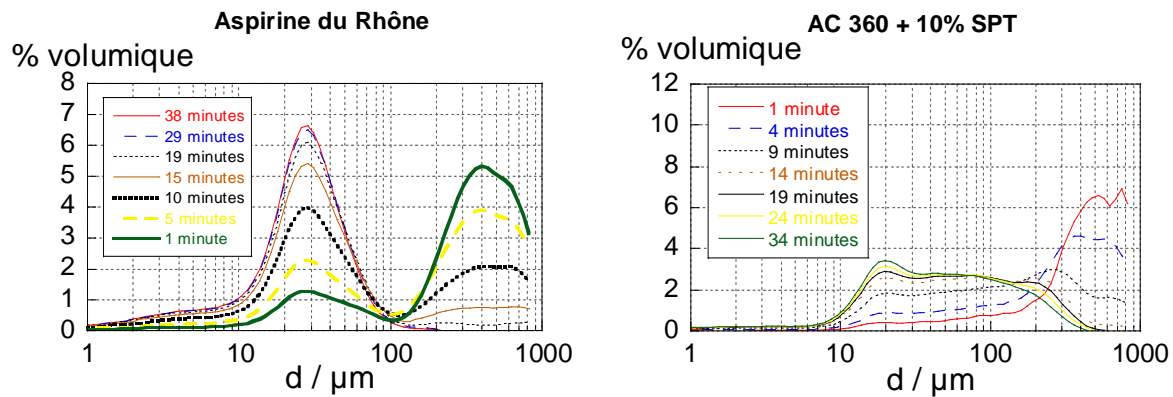 Aspirine du Rhône
% volumique
8
7
6
5
4
3
2
1
0
38 minutes
29 minutes
19 minutes
15 minutes
10 minutes
5 minutes
1 minute
1 10 100 1000
d / µm
AC 360 + 10% SPT
% volumique
12
10
8
6
4
2
0
1 minute
4 minutes
9 minutes
14 minutes
19 minutes
24 minutes
34 minutes
1 10 100 1000
d / µm